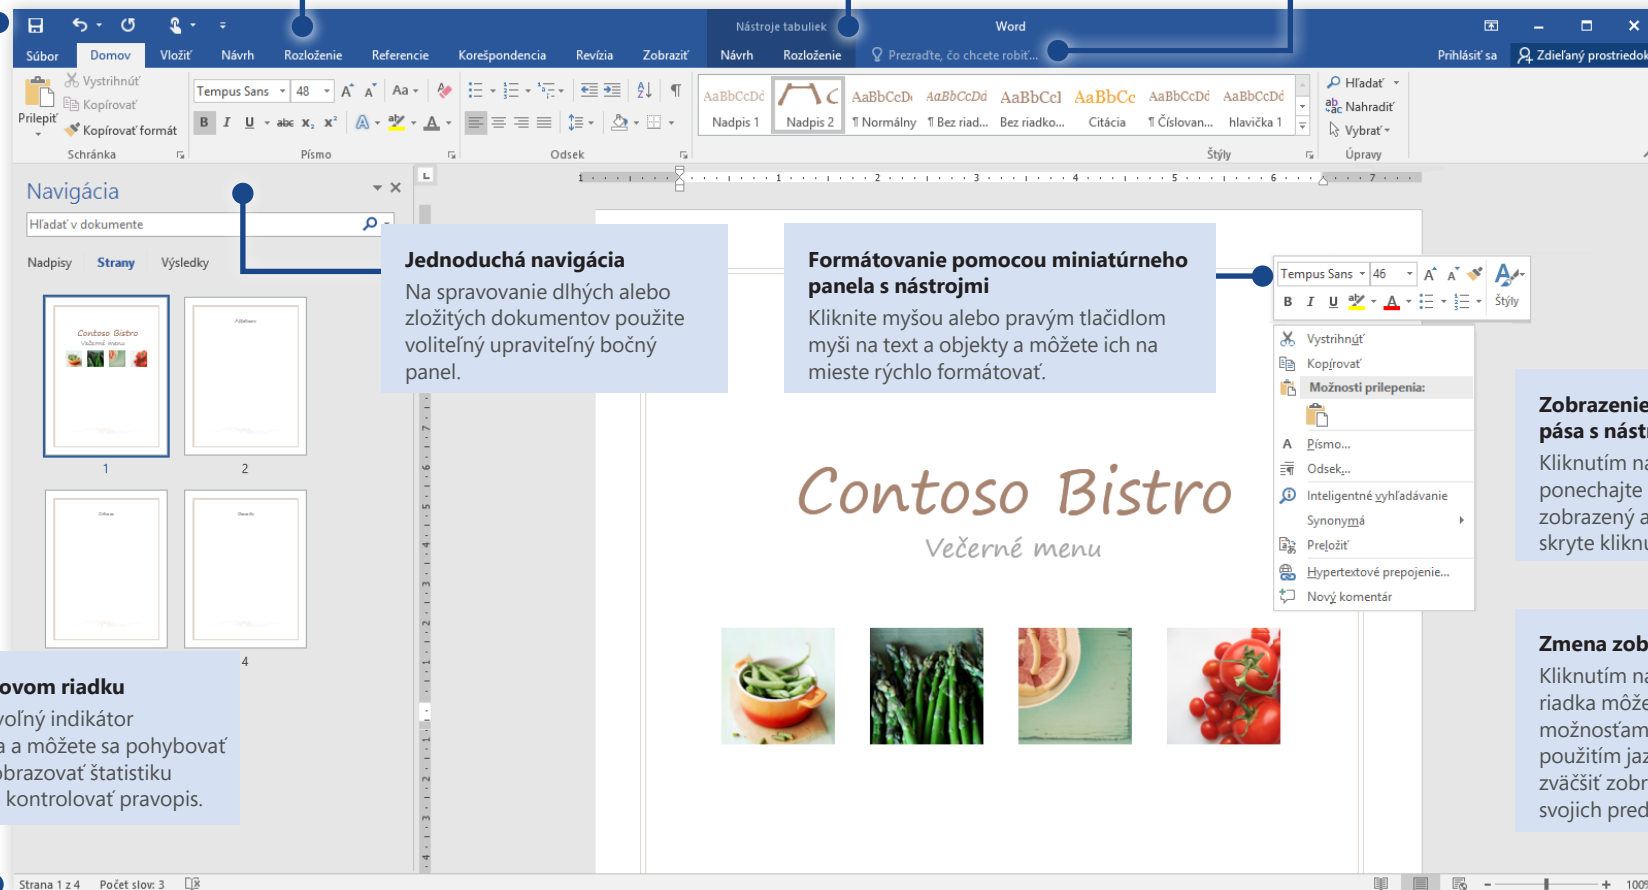 Nástroje tabuliek
Word
Súbor
Domov
Vložiť
Návrh
Rozloženie
Referencie
Korešpondencia
Revízia
Zobraziť
Návrh
Rozloženie
Prezraďte, čo chcete robiť...
Prihlásiť sa
Zdieľaný prostriedok
Prilepiť
Vystrihnúť
Kopírovať
Kopírovať formát
Schránka
Tempus Sans
48
Aa
B I U abc x₂ x²
Písmo
Odsek
AaBbCcDd
AaBbCcDd
AaBbCcDd
AaBbCcI
AaBbCc
AaBbCcDd
AaBbCcDd
Nadpis 1
Nadpis 2
¶ Normálny
¶ Bez riad...
Bez riadko...
Citácia
¶ Číslovan...
hlavička 1
Štýly
Hľadať
Nahradiť
Vybrať
Úpravy
Navigácia
Hľadať v dokumente
Nadpisy
Strany
Výsledky
Contoso Bistro
Večerné menu
1
2
4
Jednoduchá navigácia
Na spravovanie dlhých alebo
zložitých dokumentov použite
voliteľný upraviteľný bočný
panel.
Formátovanie pomocou miniatúrneho
panela s nástrojmi
Kliknite myšou alebo pravým tlačidlom
myši na text a objekty a môžete ich na
mieste rýchlo formátovať.
Tempus Sans
46
B I U
Štýly
Vystrihnúť
Kopírovať
Možnosti prilepenia:
Písmo...
Odsek...
Inteligentné vyhľadávanie
Synonymá
Preložiť
Hypertextové prepojenie...
Nový komentár
Contoso Bistro
Večerné menu
Zobrazenie
pása s nástr
Kliknutím na
ponechajte
zobrazený a
skryte kliknu
Zmena zob
Kliknutím na
riadka môže
možnosťam
použitím jaz
zväčšiť zobr
svojich pred
ovom riadku
voľný indikátor
a a môžete sa pohybovať
obrazovať štatistiku
kontrolovať pravopis.
Strana 1 z 4
Počet slov: 3
100%